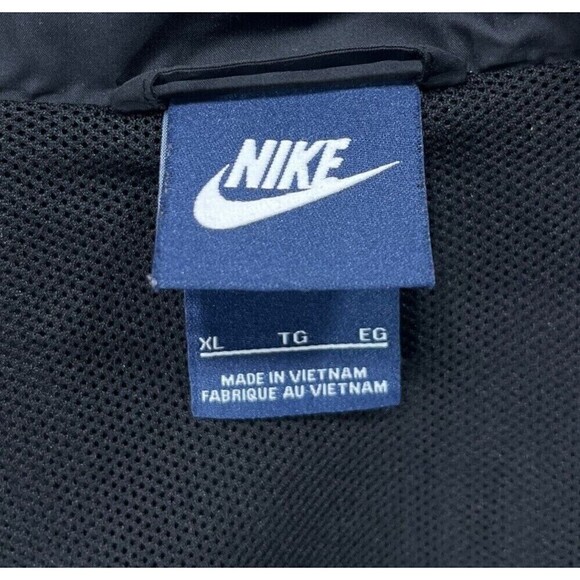 NIKE
XL TG EG
MADE IN VIETNAM
FABRIQUE AU VIETNAM